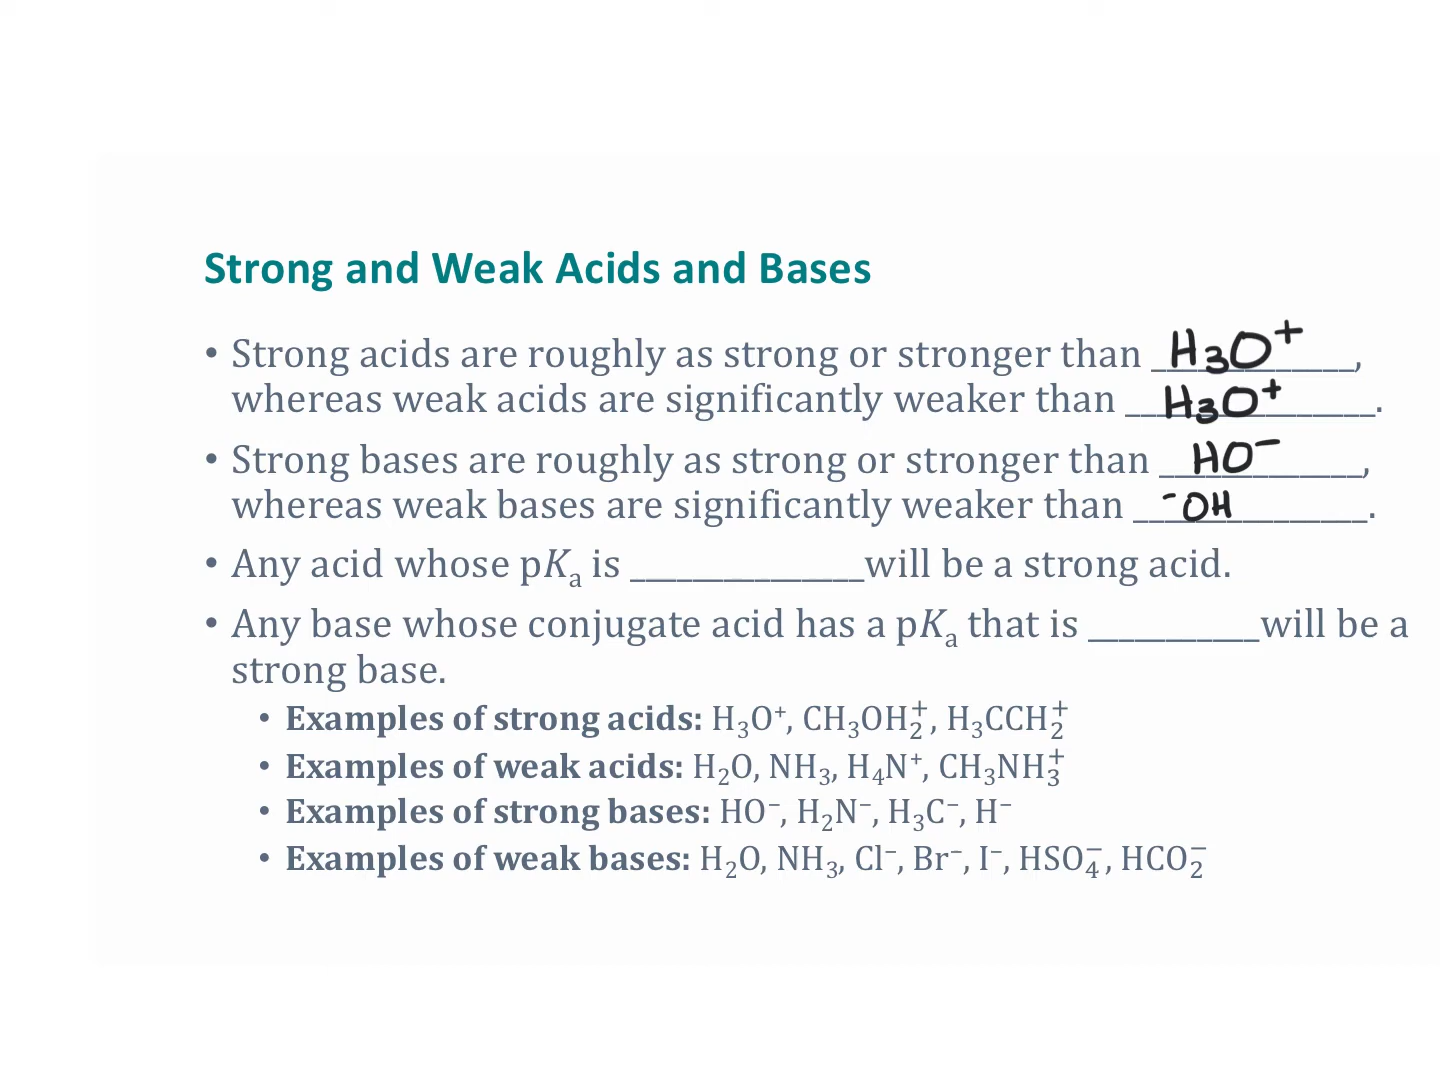 Strong and Weak Acids and Bases
• Strong acids are roughly as strong or stronger than H₃O⁺,
whereas weak acids are significantly weaker than H₃O⁺.
• Strong bases are roughly as strong or stronger than HO⁻,
whereas weak bases are significantly weaker than ⁻OH.
• Any acid whose pKₐ is ______________will be a strong acid.
• Any base whose conjugate acid has a pKₐ that is __________will be a
strong base.
• Examples of strong acids: H₃O⁺, CH₃OH₂⁺, H₃CCH₂⁺
• Examples of weak acids: H₂O, NH₃, H₄N⁺, CH₃NH₃⁺
• Examples of strong bases: HO⁻, H₂N⁻, H₃C⁻, H⁻
• Examples of weak bases: H₂O, NH₃, Cl⁻, Br⁻, I⁻, HSO₄⁻, HCO₂⁻